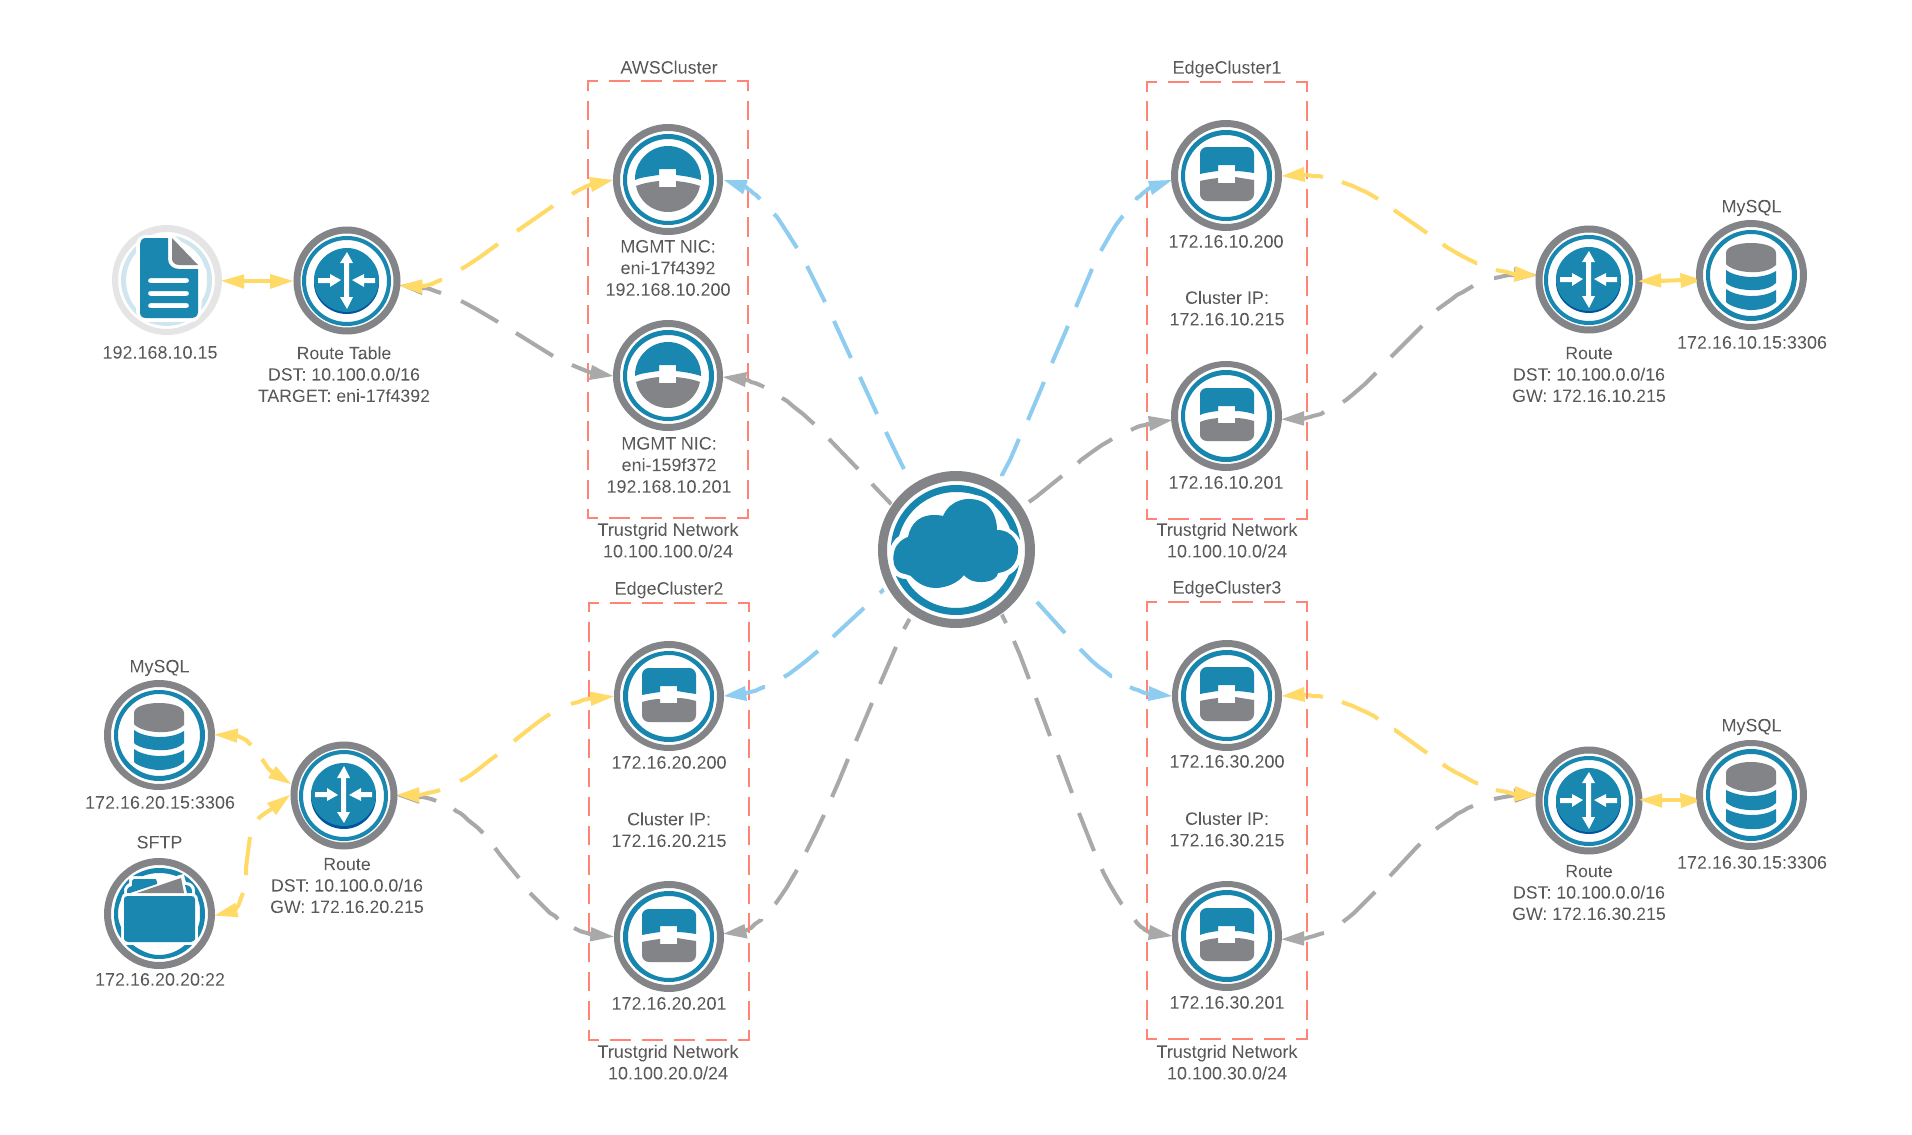 AWSCluster
MGMT NIC:
eni-17f4392
192.168.10.200
MGMT NIC:
eni-159f372
192.168.10.201
Trustgrid Network
10.100.100.0/24
192.168.10.15
Route Table
DST: 10.100.0.0/16
TARGET: eni-17f4392
EdgeCluster1
172.16.10.200
Cluster IP:
172.16.10.215
172.16.10.201
Trustgrid Network
10.100.10.0/24
Route
DST: 10.100.0.0/16
GW: 172.16.10.215
MySQL
172.16.10.15:3306
EdgeCluster2
172.16.20.200
Cluster IP:
172.16.20.215
172.16.20.201
Trustgrid Network
10.100.20.0/24
MySQL
172.16.20.15:3306
SFTP
172.16.20.20:22
Route
DST: 10.100.0.0/16
GW: 172.16.20.215
EdgeCluster3
172.16.30.200
Cluster IP:
172.16.30.215
172.16.30.201
Trustgrid Network
10.100.30.0/24
Route
DST: 10.100.0.0/16
GW: 172.16.30.215
MySQL
172.16.30.15:3306